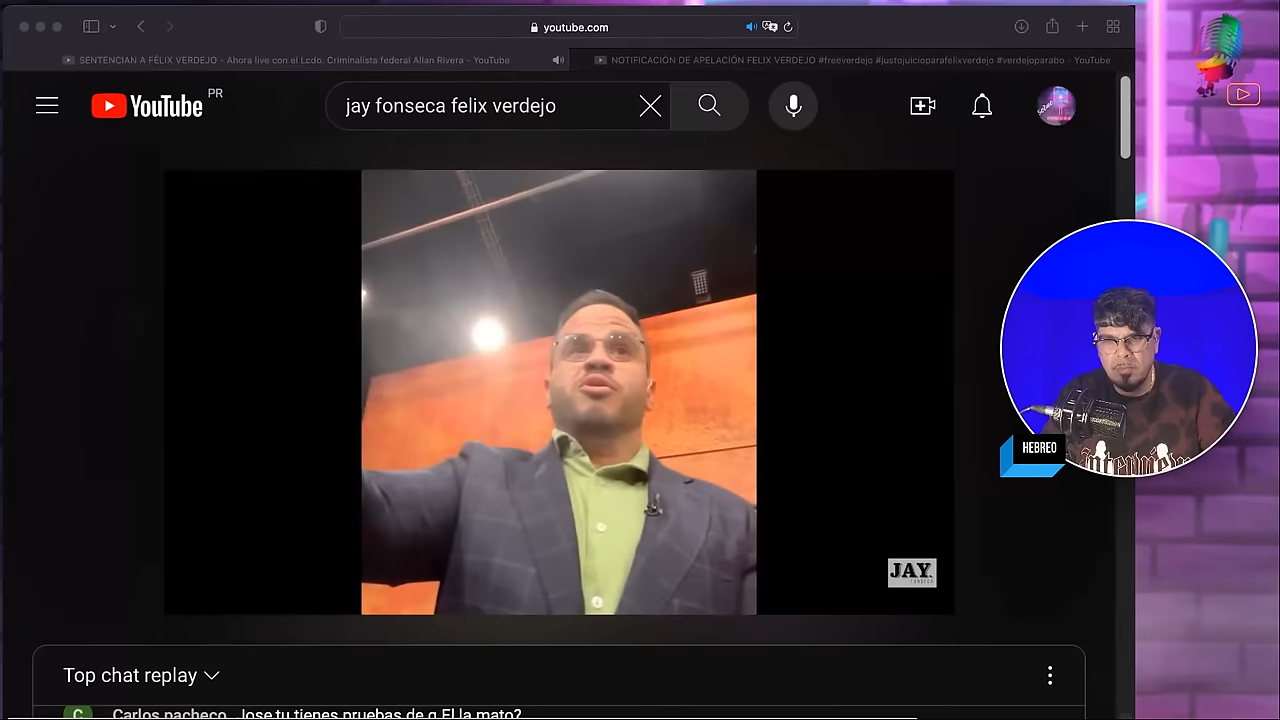 youtube.com
SENTENCIAN A FÉLIX VERDEJO - Ahora live con el Lcdo. Criminalista federal Allan Rivera - YouTube
NOTIFICACIÓN DE APELACIÓN FELIX VERDEJO #freeverdejo #justojuicioparafelixverdejo #verdejoparabo - YouTube
YouTube PR
jay fonseca felix verdejo
HEBREO
JAY
FONSECA
Top chat replay
C
Carlos pacheco Jose tu tienes pruebas de q El la mato?